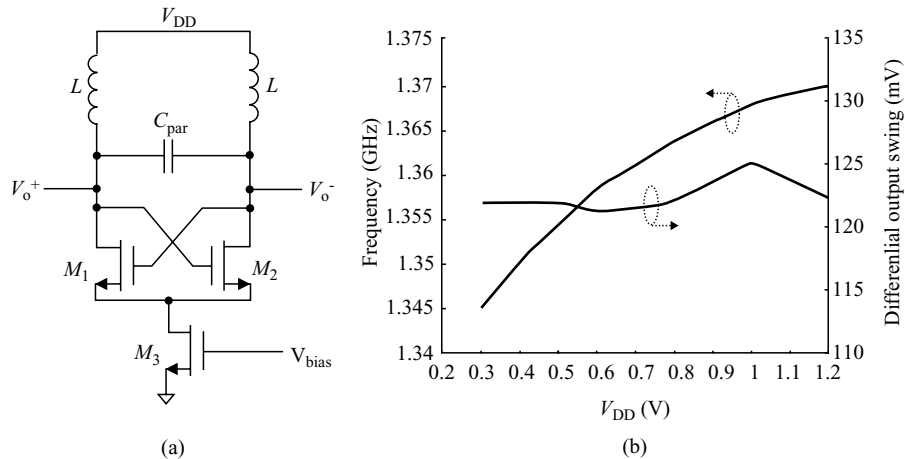 (a)
V_DD
L
L
C_par
V_o^+
V_o^-
M_1
M_2
M_3
V_bias
(b)
Frequency (GHz)
1.375
1.37
1.365
1.36
1.355
1.35
1.345
1.34
0.2 0.3 0.4 0.5 0.6 0.7 0.8 0.9 1 1.1 1.2
V_DD (V)
135
130
125
120
115
110
Differenlial output swing (mV)
(a)
(b)